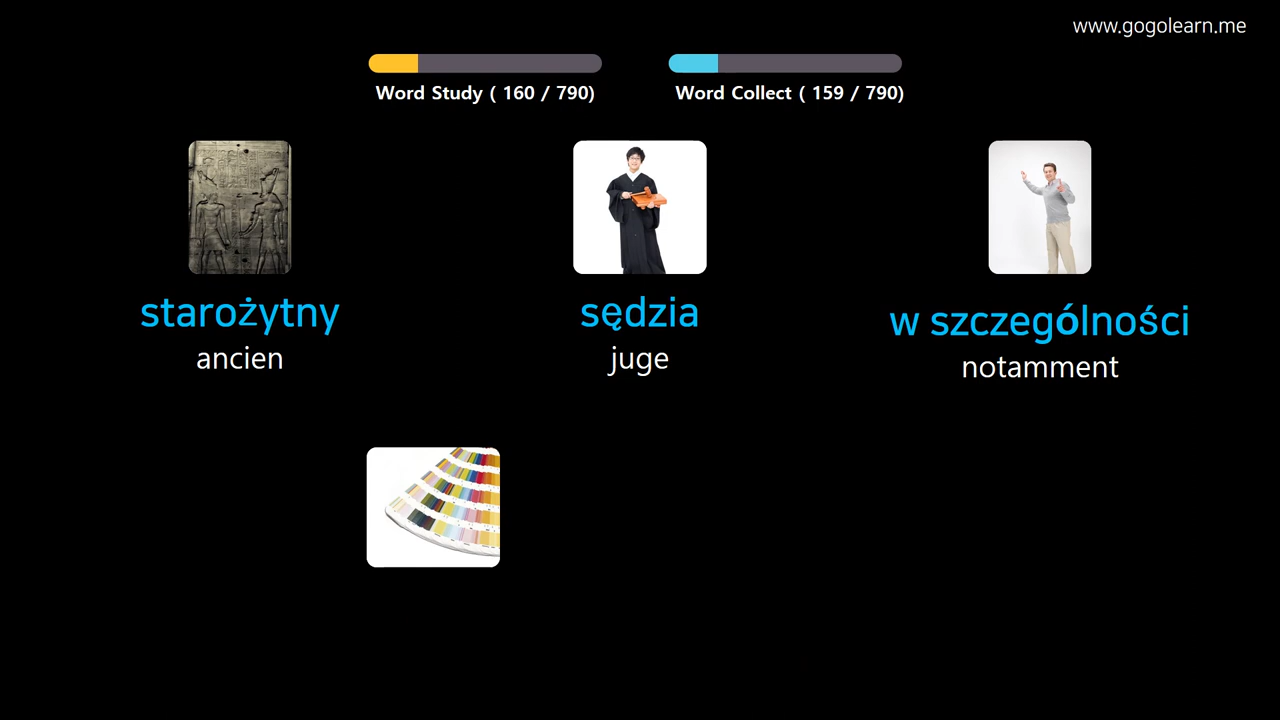 www.gogolearn.me
Word Study ( 160 / 790)
Word Collect ( 159 / 790)
starożytny
ancien
sędzia
juge
w szczególności
notamment